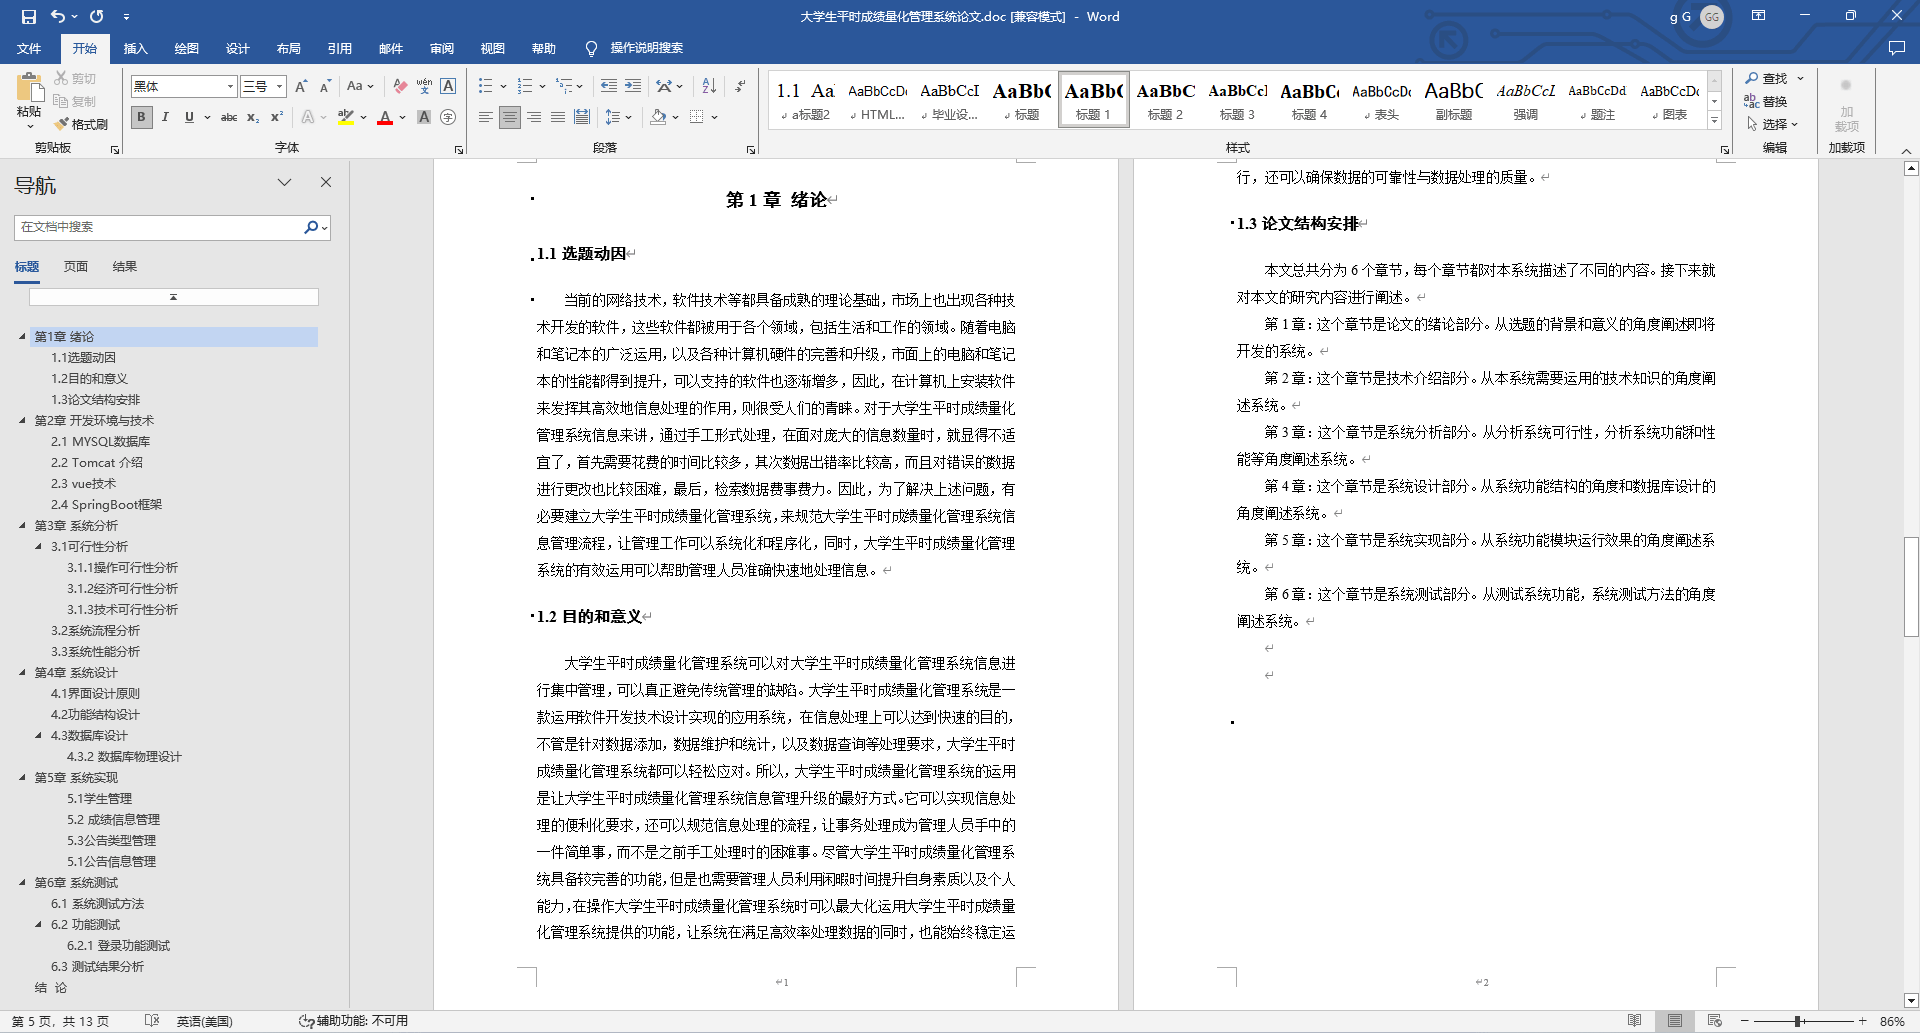 大学生平时成绩量化管理系统论文.doc [兼容模式] - Word
g G
GG
文件 开始 插入 绘图 设计 布局 引用 邮件 审阅 视图 帮助 操作说明搜索
粘贴
剪切
复制
格式刷
剪贴板
黑体 三号
字体
段落
1.1 Aa AaBbCcDc AaBbCcI AaBb( AaBb( AaBbC AaBbCcl AaBbCc AaBbCcDc AaBbC AaBbCcL AaBbCcDd AaBbCcDc
a标题2 HTML... 毕业设... 标题 标题 1 标题 2 标题 3 标题 4 表头 副标题 强调 题注 图表
样式
查找
替换
选择
编辑
加载项
加载项
导航
在文档中搜索
标题 页面 结果
第1章 绪论
1.1选题动因
1.2目的和意义
1.3论文结构安排
第2章 开发环境与技术
2.1 MYSQL数据库
2.2 Tomcat 介绍
2.3 vue技术
2.4 SpringBoot框架
第3章 系统分析
3.1可行性分析
3.1.1操作可行性分析
3.1.2经济可行性分析
3.1.3技术可行性分析
3.2系统流程分析
3.3系统性能分析
第4章 系统设计
4.1界面设计原则
4.2功能结构设计
4.3数据库设计
4.3.2 数据库物理设计
第5章 系统实现
5.1学生管理
5.2 成绩信息管理
5.3公告类型管理
5.1公告信息管理
第6章 系统测试
6.1 系统测试方法
6.2 功能测试
6.2.1 登录功能测试
6.3 测试结果分析
结 论
第 1 章 绪论
1.1 选题动因
当前的网络技术，软件技术等都具备成熟的理论基础，市场上也出现各种技
术开发的软件，这些软件都被用于各个领域，包括生活和工作的领域。随着电脑
和笔记本的广泛运用，以及各种计算机硬件的完善和升级，市面上的电脑和笔记
本的性能都得到提升，可以支持的软件也逐渐增多，因此，在计算机上安装软件
来发挥其高效地信息处理的作用，则很受人们的青睐。对于大学生平时成绩量化
管理系统信息来讲，通过手工形式处理，在面对庞大的信息数量时，就显得不适
宜了，首先需要花费的时间比较多，其次数据出错率比较高，而且对错误的数据
进行更改也比较困难，最后，检索数据费事费力。因此，为了解决上述问题，有
必要建立大学生平时成绩量化管理系统，来规范大学生平时成绩量化管理系统信
息管理流程，让管理工作可以系统化和程序化，同时，大学生平时成绩量化管理
系统的有效运用可以帮助管理人员准确快速地处理信息。
1.2 目的和意义
大学生平时成绩量化管理系统可以对大学生平时成绩量化管理系统信息进
行集中管理，可以真正避免传统管理的缺陷。大学生平时成绩量化管理系统是一
款运用软件开发技术设计实现的应用系统，在信息处理上可以达到快速的目的，
不管是针对数据添加，数据维护和统计，以及数据查询等处理要求，大学生平时
成绩量化管理系统都可以轻松应对。所以，大学生平时成绩量化管理系统的运用
是让大学生平时成绩量化管理系统信息管理升级的最好方式。它可以实现信息处
理的便利化要求，还可以规范信息处理的流程，让事务处理成为管理人员手中的
一件简单事，而不是之前手工处理时的困难事。尽管大学生平时成绩量化管理系
统具备较完善的功能，但是也需要管理人员利用闲暇时间提升自身素质以及个人
能力，在操作大学生平时成绩量化管理系统时可以最大化运用大学生平时成绩量
化管理系统提供的功能，让系统在满足高效率处理数据的同时，也能始终稳定运
1
行，还可以确保数据的可靠性与数据处理的质量。
1.3 论文结构安排
本文总共分为 6 个章节，每个章节都对本系统描述了不同的内容。接下来就
对本文的研究内容进行阐述。
第 1 章：这个章节是论文的绪论部分。从选题的背景和意义的角度阐述即将
开发的系统。
第 2 章：这个章节是技术介绍部分。从本系统需要运用的技术知识的角度阐
述系统。
第 3 章：这个章节是系统分析部分。从分析系统可行性，分析系统功能和性
能等角度阐述系统。
第 4 章：这个章节是系统设计部分。从系统功能结构的角度和数据库设计的
角度阐述系统。
第 5 章：这个章节是系统实现部分。从系统功能模块运行效果的角度阐述系
统。
第 6 章：这个章节是系统测试部分。从测试系统功能，系统测试方法的角度
阐述系统。
2
第 5 页，共 13 页 英语(美国) 辅助功能: 不可用 86%